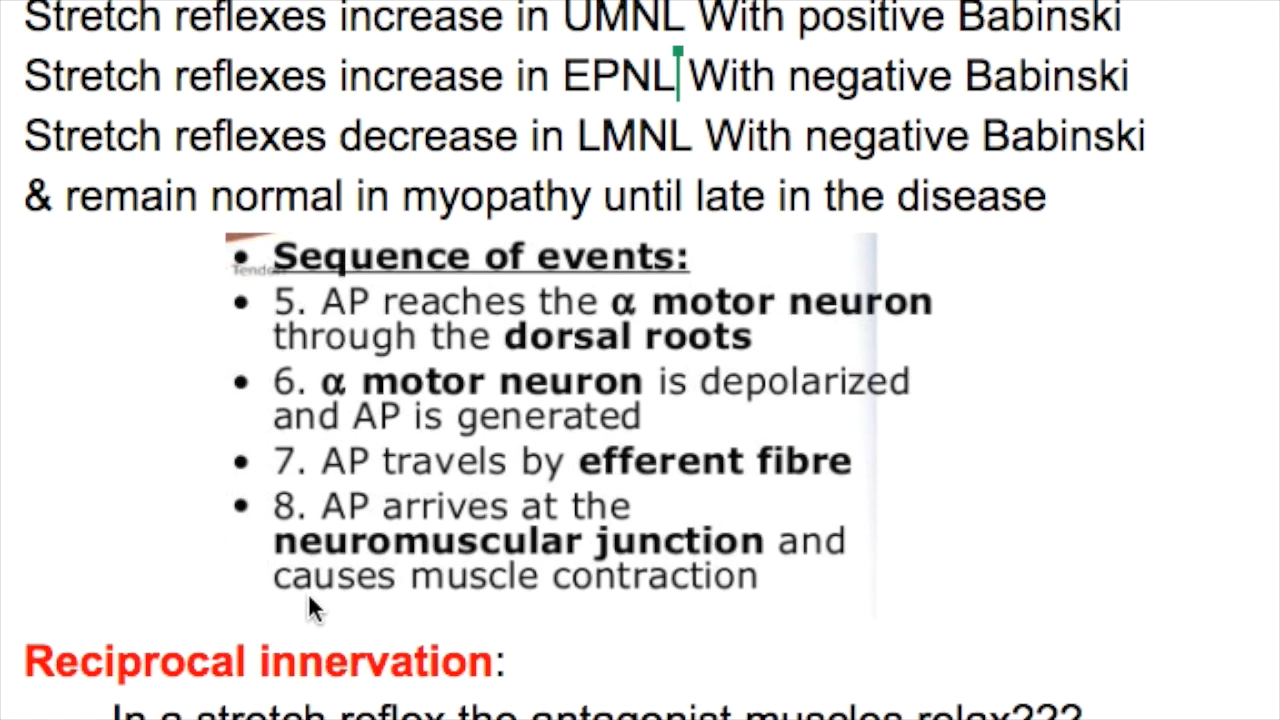 Stretch reflexes increase in UMNL With positive Babinski
Stretch reflexes increase in EPNL With negative Babinski
Stretch reflexes decrease in LMNL With negative Babinski
& remain normal in myopathy until late in the disease
• Sequence of events:
• 5. AP reaches the α motor neuron
through the dorsal roots
• 6. α motor neuron is depolarized
and AP is generated
• 7. AP travels by efferent fibre
• 8. AP arrives at the
neuromuscular junction and
causes muscle contraction
Reciprocal innervation:
In a stretch reflex the antagonist muscles relax???